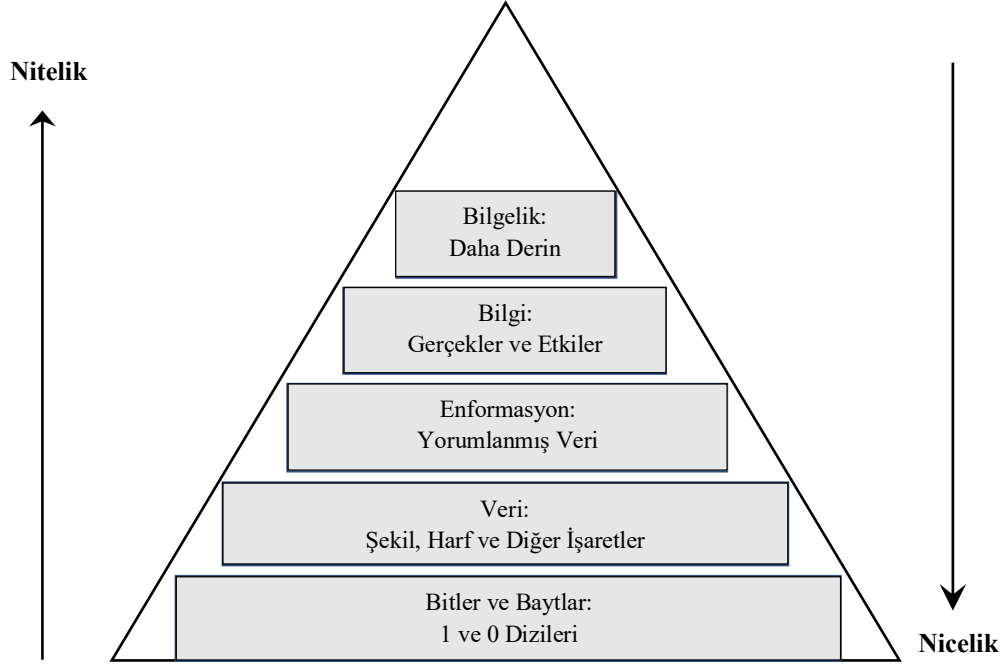 Nitelik
Bilgelik:
Daha Derin
Bilgi:
Gerçekler ve Etkiler
Enformasyon:
Yorumlanmış Veri
Veri:
Şekil, Harf ve Diğer İşaretler
Bitler ve Baytlar:
1 ve 0 Dizileri
Nicelik